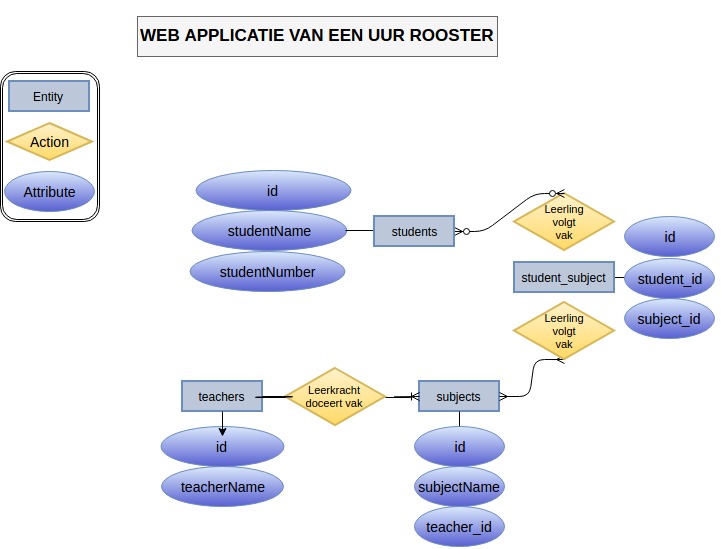 WEB APPLICATIE VAN EEN UUR ROOSTER
Entity
Action
Attribute
id
studentName
studentNumber
students
Leerling
volgt
vak
student_subject
id
student_id
subject_id
Leerling
volgt
vak
teachers
Leerkracht
doceert vak
subjects
id
teacherName
id
subjectName
teacher_id